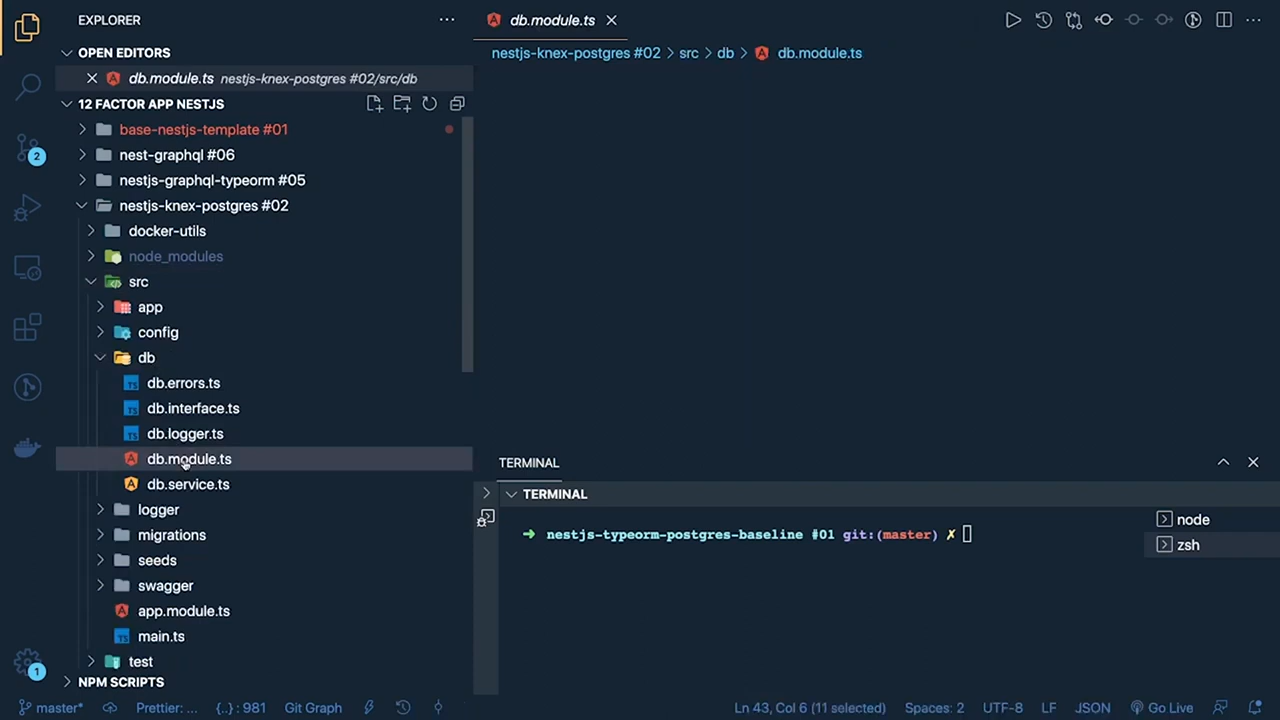 EXPLORER
OPEN EDITORS
db.module.ts nestjs-knex-postgres #02/src/db
12 FACTOR APP NESTJS
base-nestjs-template #01
nest-graphql #06
nestjs-graphql-typeorm #05
nestjs-knex-postgres #02
docker-utils
node_modules
src
app
config
db
db.errors.ts
db.interface.ts
db.logger.ts
db.module.ts
db.service.ts
logger
migrations
seeds
swagger
app.module.ts
main.ts
test
NPM SCRIPTS
2
1
db.module.ts
nestjs-knex-postgres #02 > src > db > db.module.ts
TERMINAL
TERMINAL
➜ nestjs-typeorm-postgres-baseline #01 git:(master) ✗
node
zsh
master* Prettier: ... {..} : 981 Git Graph Ln 43, Col 6 (11 selected) Spaces: 2 UTF-8 LF JSON Go Live